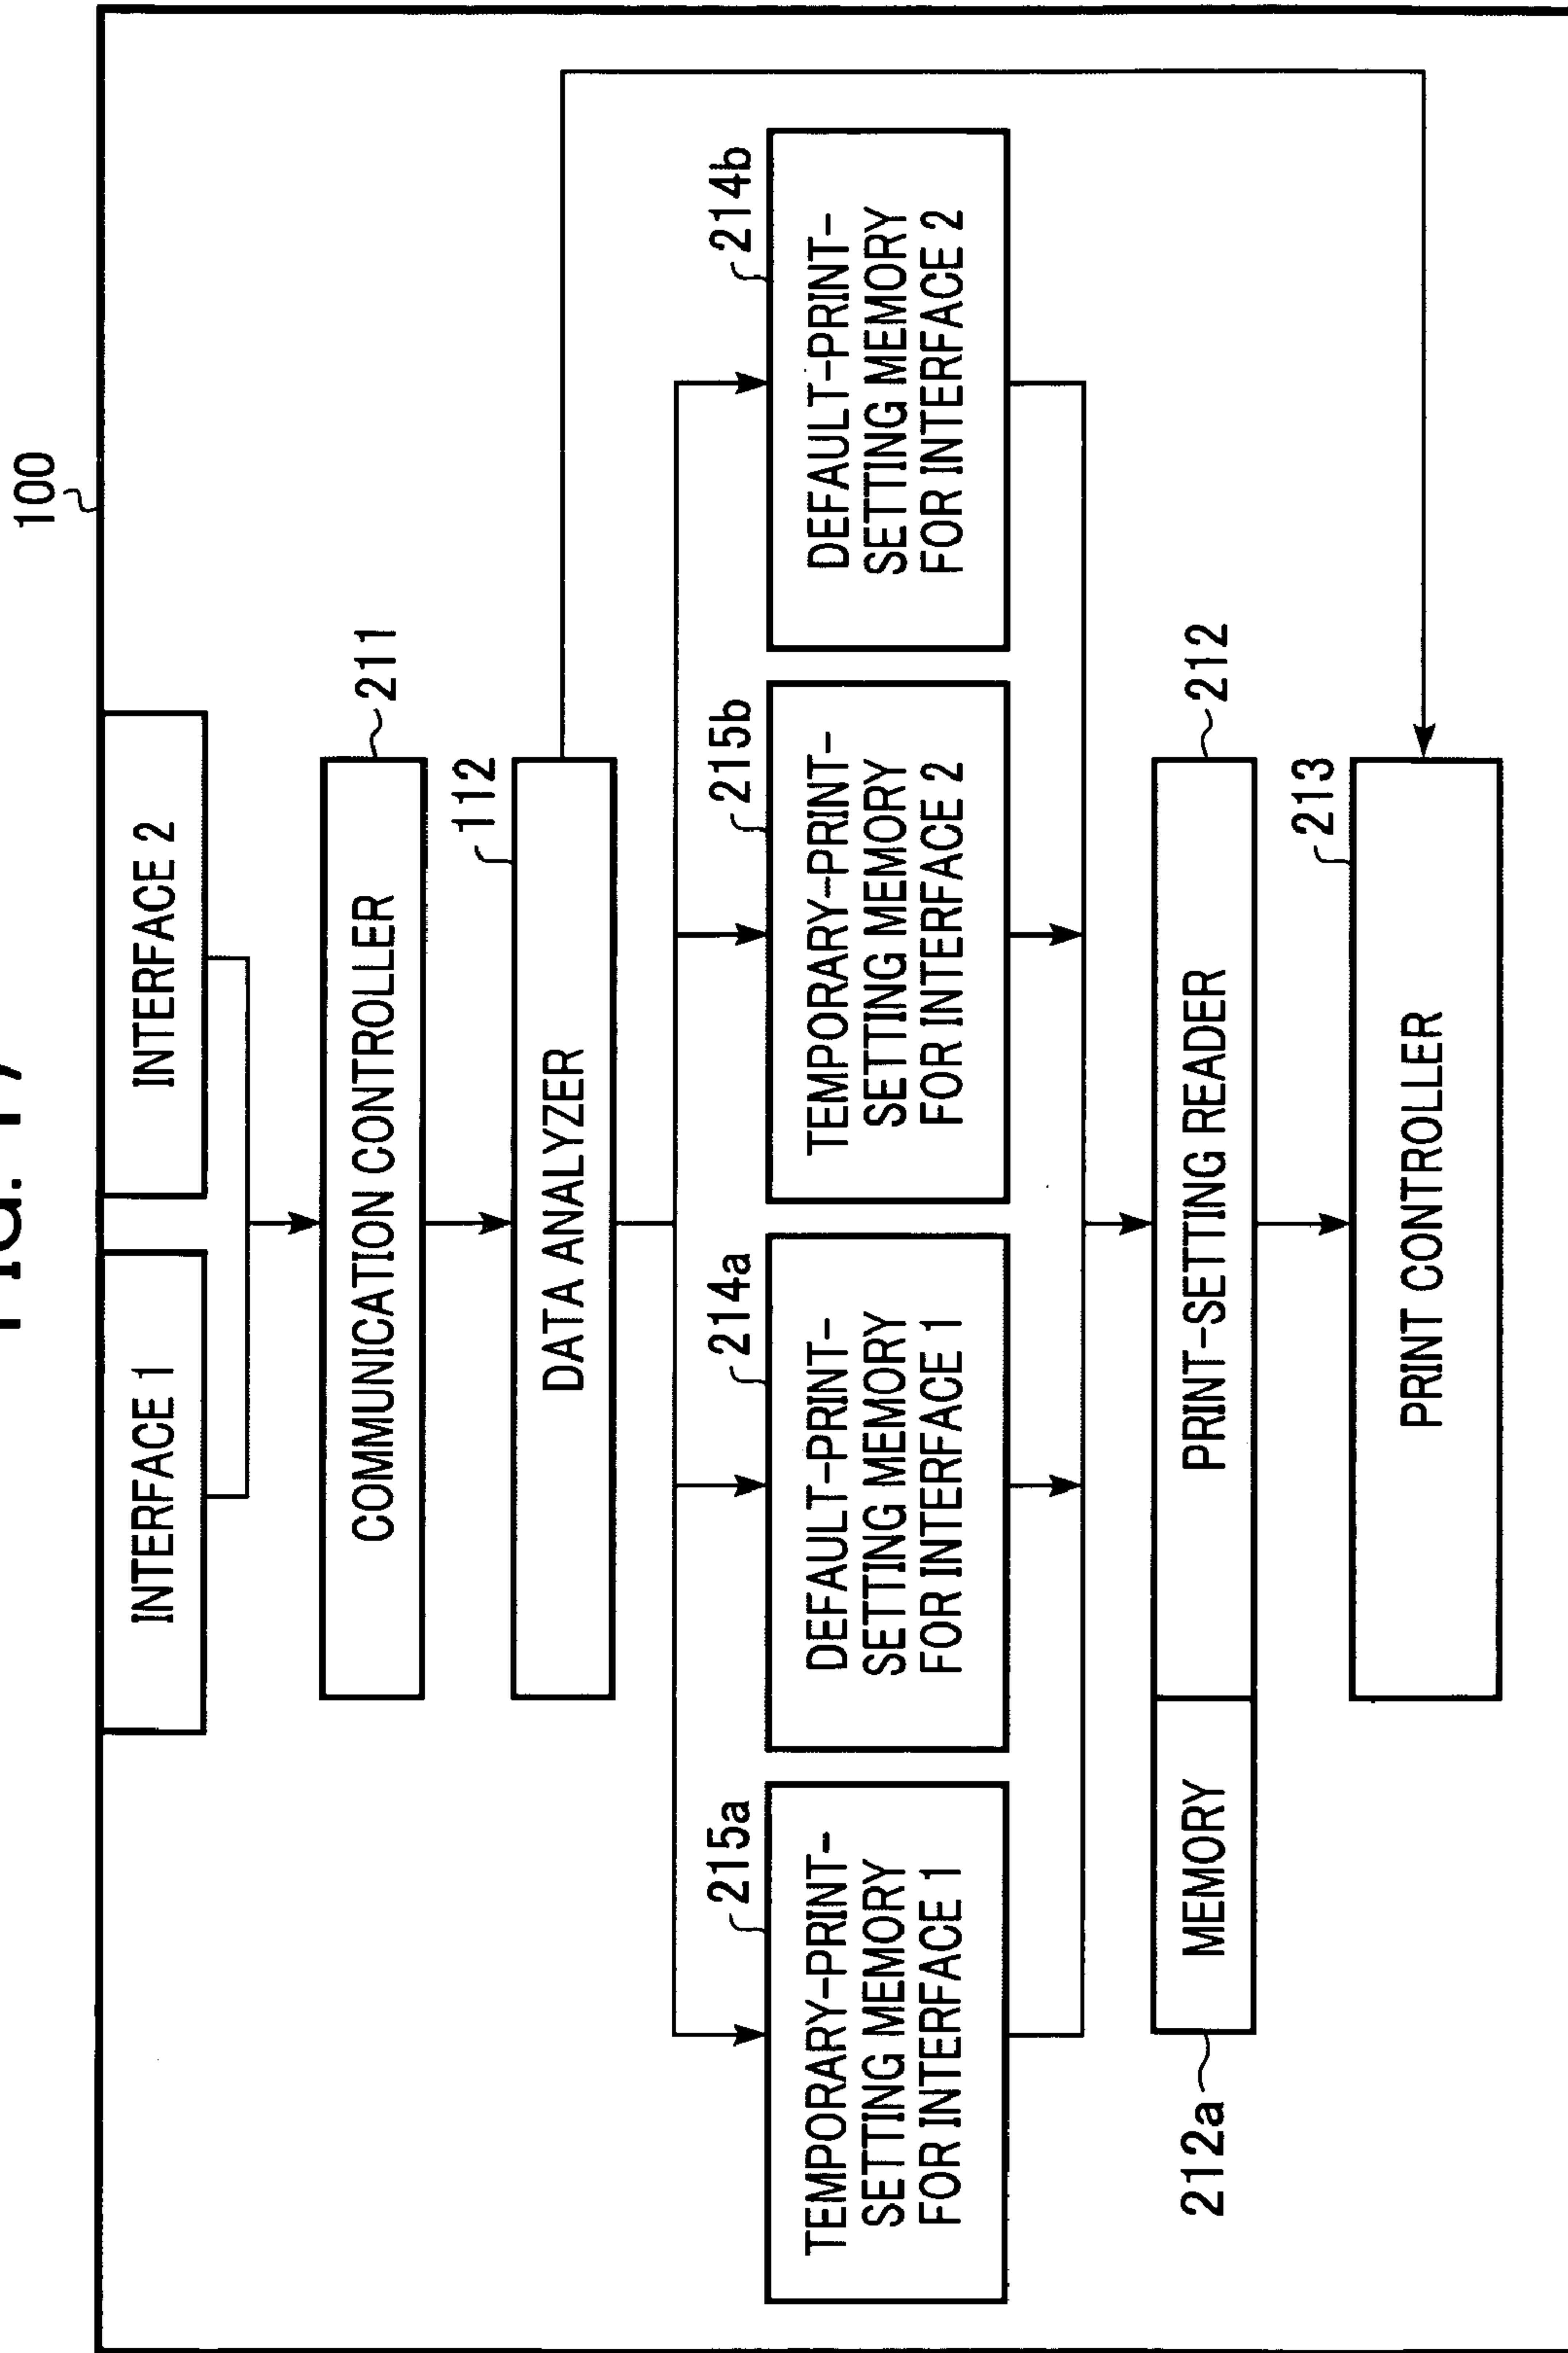 100
INTERFACE 1
INTERFACE 2
COMMUNICATION CONTROLLER
211
112
DATA ANALYZER
215a
TEMPORARY-PRINT-
SETTING MEMORY
FOR INTERFACE 1
214a
DEFAULT-PRINT-
SETTING MEMORY
FOR INTERFACE 1
215b
TEMPORARY-PRINT-
SETTING MEMORY
FOR INTERFACE 2
214b
DEFAULT-PRINT-
SETTING MEMORY
FOR INTERFACE 2
212a
MEMORY
PRINT-SETTING READER
212
213
PRINT CONTROLLER